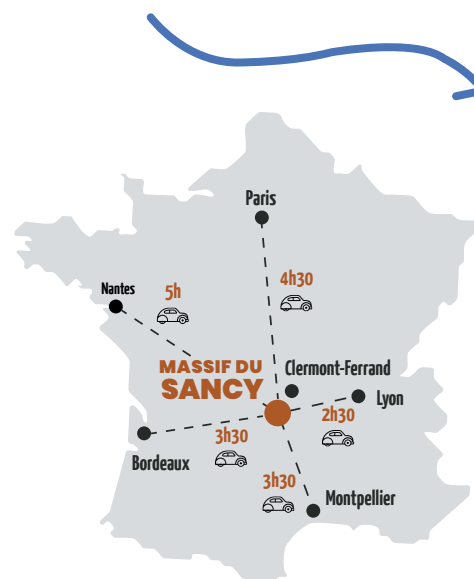 Paris
4h30
Nantes
5h
MASSIF DU
SANCY
Clermont-Ferrand
Lyon
2h30
3h30
Bordeaux
3h30
Montpellier